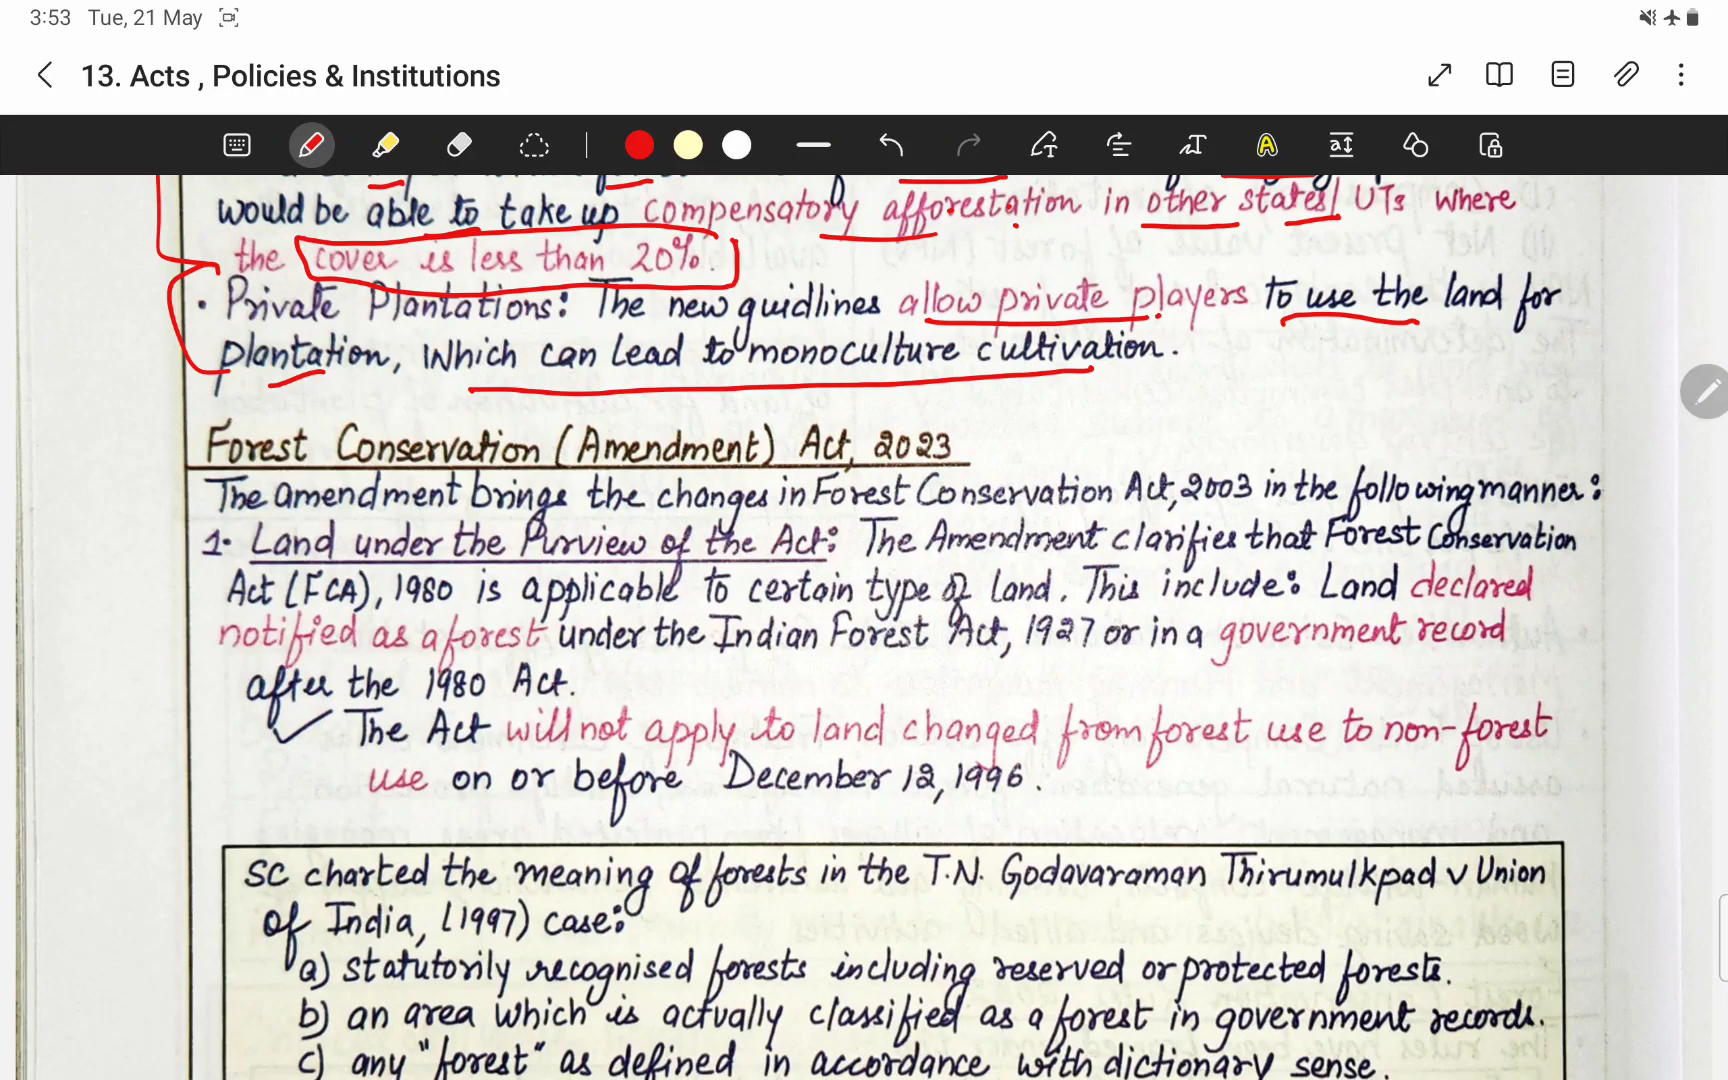 3:53 Tue, 21 May
13. Acts , Policies & Institutions
would be able to take up compensatory afforestation in other states/ UTs where
the cover is less than 20%.
• Private Plantations: The new guidlines allow private players to use the land for
plantation, which can lead to monoculture cultivation.
Forest Conservation (Amendment) Act, 2023
The amendment brings the changes in Forest Conservation Act, 2003 in the following manner:
1. Land under the Purview of the Act: The Amendment clarifies that Forest Conservation
Act (FCA), 1980 is applicable to certain type of land. This include: Land declared
notified as a forest under the Indian Forest Act, 1927 or in a government record
after the 1980 Act.
✓ The Act will not apply to land changed from forest use to non-forest
use on or before December 12, 1996.
SC charted the meaning of forests in the T.N. Godavaraman Thirumulkpad v Union
of India, (1997) case:
a) statutorily recognised forests including reserved or protected forests.
b) an area which is actually classified as a forest in government records.
c) any "forest" as defined in accordance with dictionary sense.